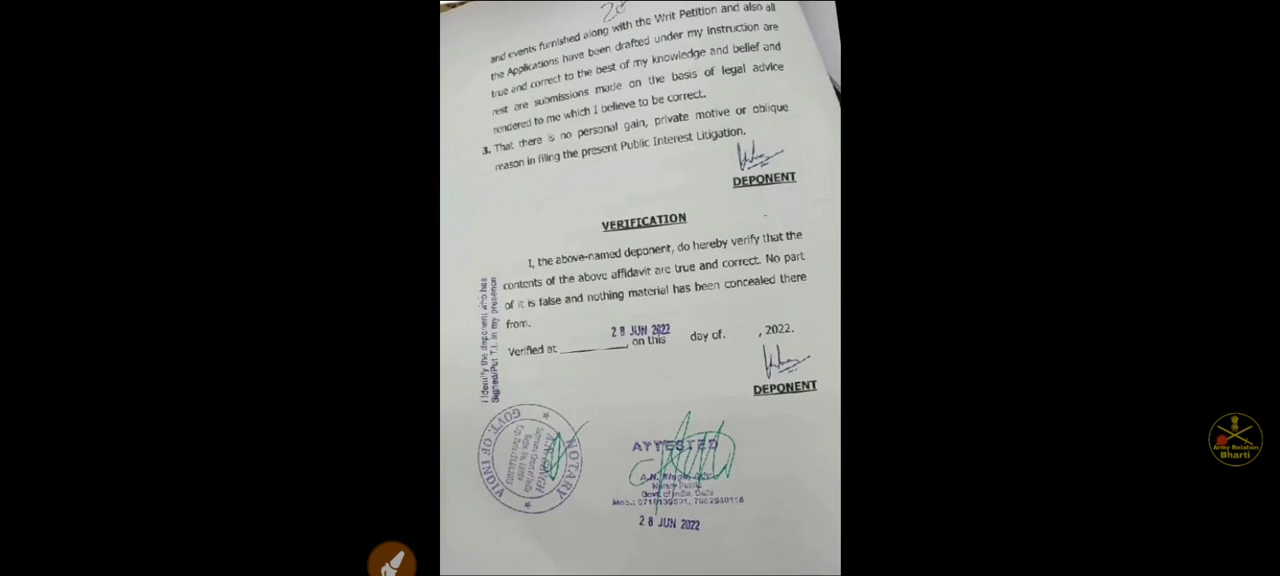 28
and events furnished along with the Writ Petition and also all
the Applications have been drafted under my instruction are
true and correct to the best of my knowledge and belief and
rest are submissions made on the basis of legal advice
rendered to me which I believe to be correct.
3. That there is no personal gain, private motive or oblique
reason in filing the present Public Interest Litigation.
DEPONENT
VERIFICATION
I, the above-named deponent, do hereby verify that the
contents of the above affidavit are true and correct. No part
of it is false and nothing material has been concealed there
from.
28 JUN 2022
Verified at on this day of. , 2022.
DEPONENT
I identify the deponent who has
Signed/Put T.I. in my presence
NOTARY
GOVT. OF INDIA
ATTESTED
Notary Public
Govt. of India, Delhi
28 JUN 2022
Army Relation
Bharti